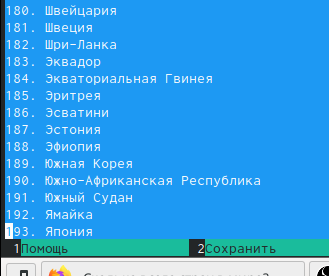 180. Швейцария
181. Швеция
182. Шри-Ланка
183. Эквадор
184. Экваториальная Гвинея
185. Эритрея
186. Эсватини
187. Эстония
188. Эфиопия
189. Южная Корея
190. Южно-Африканская Республика
191. Южный Судан
192. Ямайка
193. Япония
1Помощь 2Сохранить